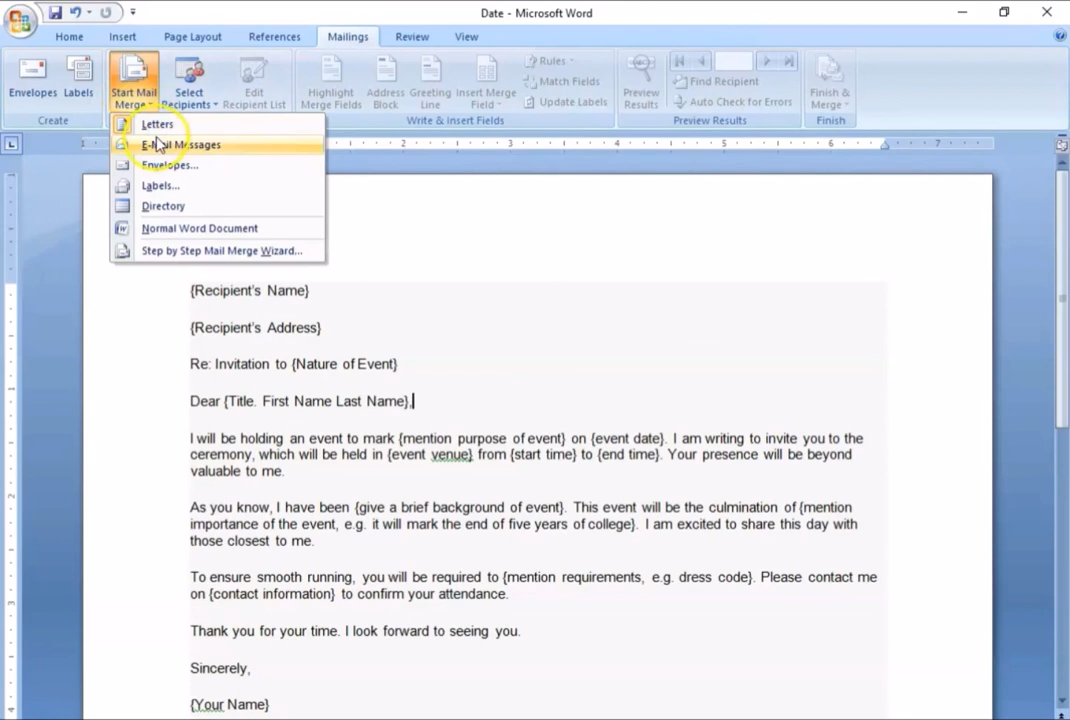 Date - Microsoft Word
Home Insert Page Layout References Mailings Review View
Envelopes Labels Start Mail Merge Select Recipients Edit Recipient List Highlight Merge Fields Address Block Greeting Line Insert Merge Field Rules Match Fields Update Labels Preview Results Find Recipient Auto Check for Errors Finish & Merge
Create Write & Insert Fields Preview Results Finish
Letters
E-Mail Messages
Envelopes...
Labels...
Directory
Normal Word Document
Step by Step Mail Merge Wizard...
1 1 2 3 4 5 6 7
{Recipient's Name}
{Recipient's Address}
Re: Invitation to {Nature of Event}
Dear {Title. First Name Last Name},
I will be holding an event to mark {mention purpose of event} on {event date}. I am writing to invite you to the
ceremony, which will be held in {event venue} from {start time} to {end time}. Your presence will be beyond
valuable to me.
As you know, I have been {give a brief background of event}. This event will be the culmination of {mention
importance of the event, e.g. it will mark the end of five years of college}. I am excited to share this day with
those closest to me.
To ensure smooth running, you will be required to {mention requirements, e.g. dress code}. Please contact me
on {contact information} to confirm your attendance.
Thank you for your time. I look forward to seeing you.
Sincerely,
{Your Name}